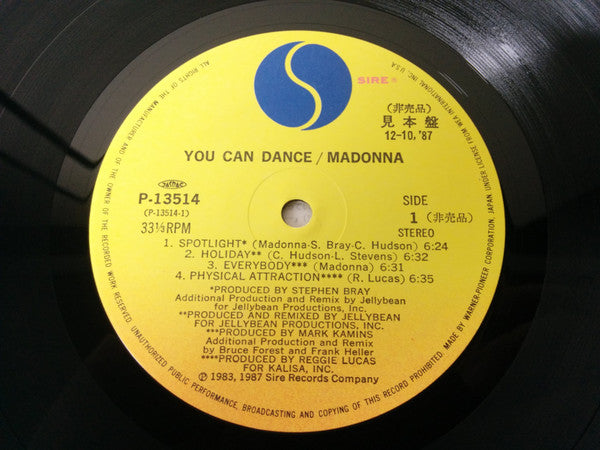 SIRE®
(非売品)
見本盤
12-10, '87
YOU CAN DANCE / MADONNA
JASRAC
P-13514
(P-13514-1)
33⅓RPM
SIDE
1 (非売品)
STEREO
1. SPOTLIGHT* (Madonna-S. Bray-C. Hudson) 6:24
2. HOLIDAY** (C. Hudson-L. Stevens) 6:32
3. EVERYBODY*** (Madonna) 6:31
4. PHYSICAL ATTRACTION**** (R. Lucas) 6:35
*PRODUCED BY STEPHEN BRAY
Additional Production and Remix by Jellybean
for Jellybean Productions, Inc.
**PRODUCED AND REMIXED BY JELLYBEAN
FOR JELLYBEAN PRODUCTIONS, INC.
***PRODUCED BY MARK KAMINS
Additional Production and Remix
by Bruce Forest and Frank Heller
****PRODUCED BY REGGIE LUCAS
FOR KALISA, INC.
Ⓟ 1983, 1987 Sire Records Company
ALL RIGHTS OF THE MANUFACTURER AND OF THE OWNER OF THE RECORDED WORK RESERVED. UNAUTHORIZED PUBLIC PERFORMANCE, BROADCASTING AND COPYING OF THIS RECORD PROHIBITED. MADE BY WARNER-PIONEER CORPORATION, JAPAN, UNDER LICENSE FROM WEA INTERNATIONAL INC., U.S.A.